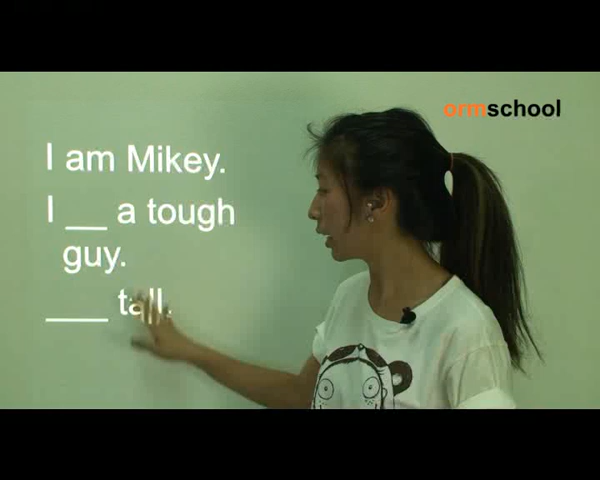 ormschool
I am Mikey.
I __ a tough
guy.
___ tall.